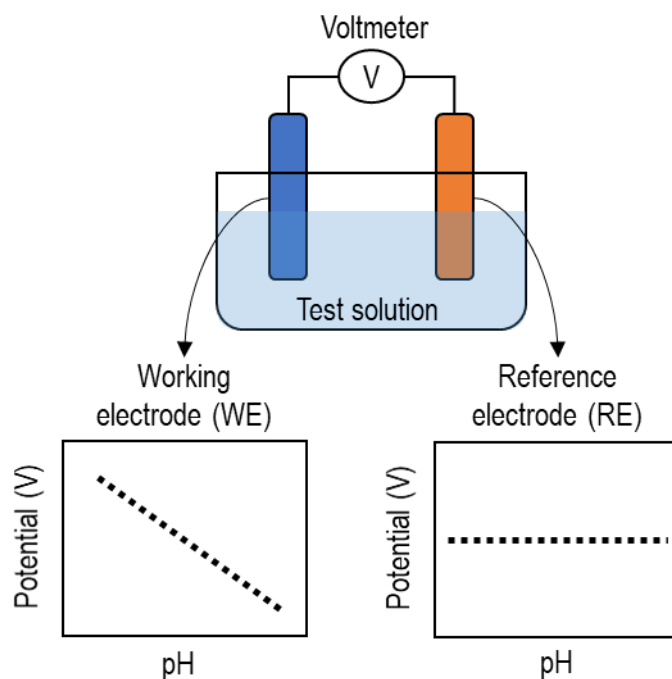 Voltmeter
V
Test solution
Working
electrode (WE)
Reference
electrode (RE)
Potential (V)
pH
Potential (V)
pH